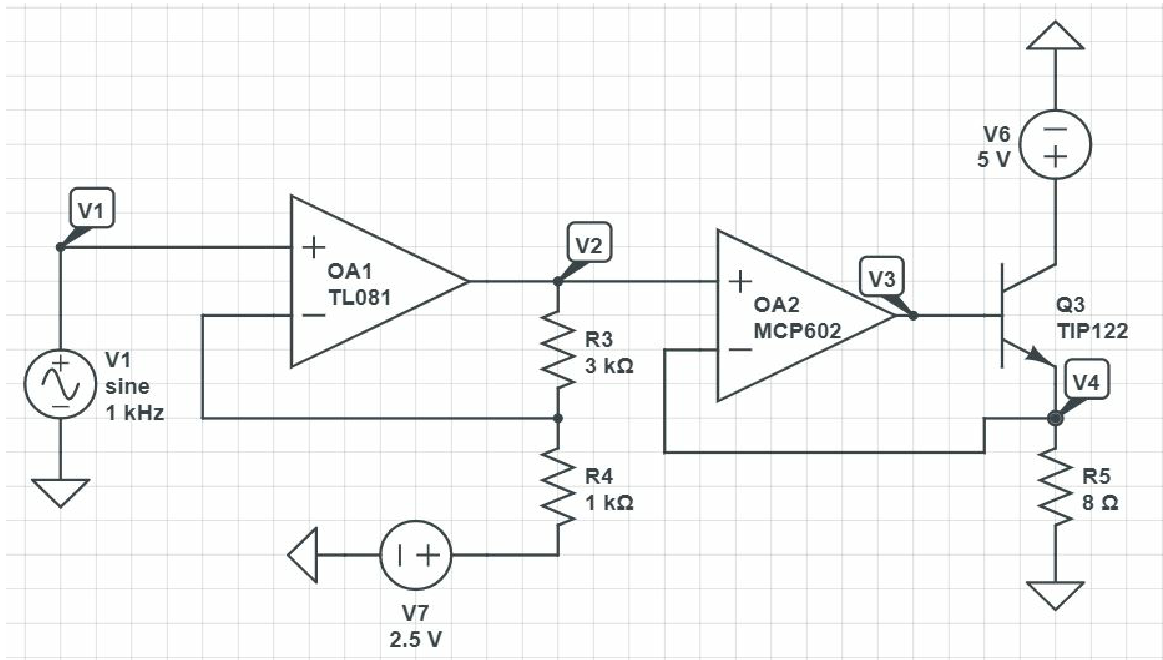 V6
5 V
V1
V2
OA1
TL081
V3
OA2
MCP602
Q3
TIP122
R3
3 kΩ
V1
sine
1 kHz
V4
R4
1 kΩ
R5
8 Ω
V7
2.5 V